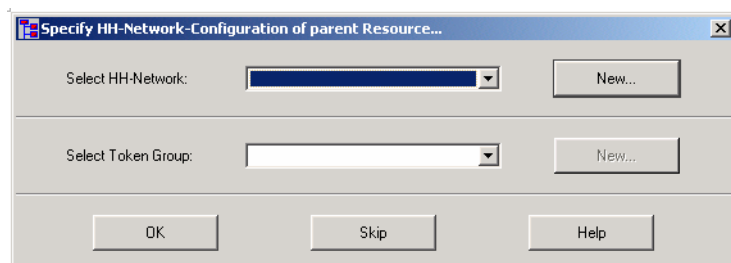 Specify HH-Network-Configuration of parent Resource...
Select HH-Network:
New...
Select Token Group:
New...
OK
Skip
Help